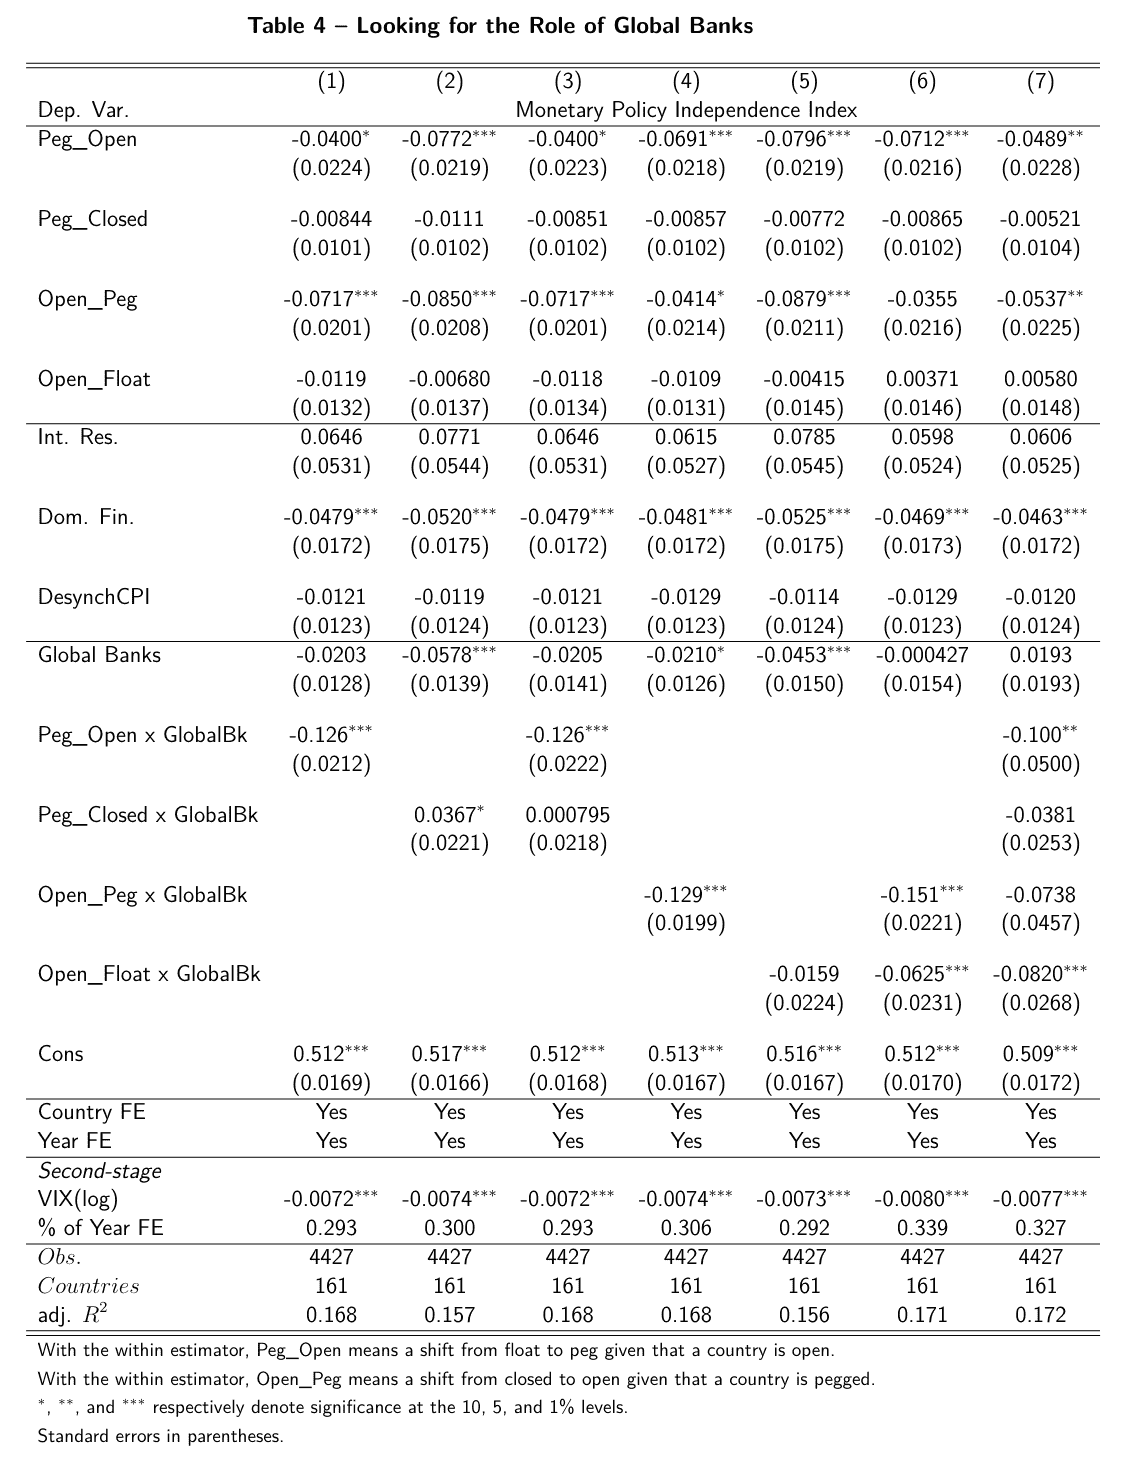 Table 4 – Looking for the Role of Global Banks
(1) (2) (3) (4) (5) (6) (7)
Dep. Var. Monetary Policy Independence Index
Peg_Open -0.0400* -0.0772*** -0.0400* -0.0691*** -0.0796*** -0.0712*** -0.0489**
(0.0224) (0.0219) (0.0223) (0.0218) (0.0219) (0.0216) (0.0228)
Peg_Closed -0.00844 -0.0111 -0.00851 -0.00857 -0.00772 -0.00865 -0.00521
(0.0101) (0.0102) (0.0102) (0.0102) (0.0102) (0.0102) (0.0104)
Open_Peg -0.0717*** -0.0850*** -0.0717*** -0.0414* -0.0879*** -0.0355 -0.0537**
(0.0201) (0.0208) (0.0201) (0.0214) (0.0211) (0.0216) (0.0225)
Open_Float -0.0119 -0.00680 -0.0118 -0.0109 -0.00415 0.00371 0.00580
(0.0132) (0.0137) (0.0134) (0.0131) (0.0145) (0.0146) (0.0148)
Int. Res. 0.0646 0.0771 0.0646 0.0615 0.0785 0.0598 0.0606
(0.0531) (0.0544) (0.0531) (0.0527) (0.0545) (0.0524) (0.0525)
Dom. Fin. -0.0479*** -0.0520*** -0.0479*** -0.0481*** -0.0525*** -0.0469*** -0.0463***
(0.0172) (0.0175) (0.0172) (0.0172) (0.0175) (0.0173) (0.0172)
DesynchCPI -0.0121 -0.0119 -0.0121 -0.0129 -0.0114 -0.0129 -0.0120
(0.0123) (0.0124) (0.0123) (0.0123) (0.0124) (0.0123) (0.0124)
Global Banks -0.0203 -0.0578*** -0.0205 -0.0210* -0.0453*** -0.000427 0.0193
(0.0128) (0.0139) (0.0141) (0.0126) (0.0150) (0.0154) (0.0193)
Peg_Open x GlobalBk -0.126*** -0.126*** -0.100**
(0.0212) (0.0222) (0.0500)
Peg_Closed x GlobalBk 0.0367* 0.000795 -0.0381
(0.0221) (0.0218) (0.0253)
Open_Peg x GlobalBk -0.129*** -0.151*** -0.0738
(0.0199) (0.0221) (0.0457)
Open_Float x GlobalBk -0.0159 -0.0625*** -0.0820***
(0.0224) (0.0231) (0.0268)
Cons 0.512*** 0.517*** 0.512*** 0.513*** 0.516*** 0.512*** 0.509***
(0.0169) (0.0166) (0.0168) (0.0167) (0.0167) (0.0170) (0.0172)
Country FE Yes Yes Yes Yes Yes Yes Yes
Year FE Yes Yes Yes Yes Yes Yes Yes
Second-stage
VIX(log) -0.0072*** -0.0074*** -0.0072*** -0.0074*** -0.0073*** -0.0080*** -0.0077***
% of Year FE 0.293 0.300 0.293 0.306 0.292 0.339 0.327
Obs. 4427 4427 4427 4427 4427 4427 4427
Countries 161 161 161 161 161 161 161
adj. R² 0.168 0.157 0.168 0.168 0.156 0.171 0.172
With the within estimator, Peg_Open means a shift from float to peg given that a country is open.
With the within estimator, Open_Peg means a shift from closed to open given that a country is pegged.
*, **, and *** respectively denote significance at the 10, 5, and 1% levels.
Standard errors in parentheses.